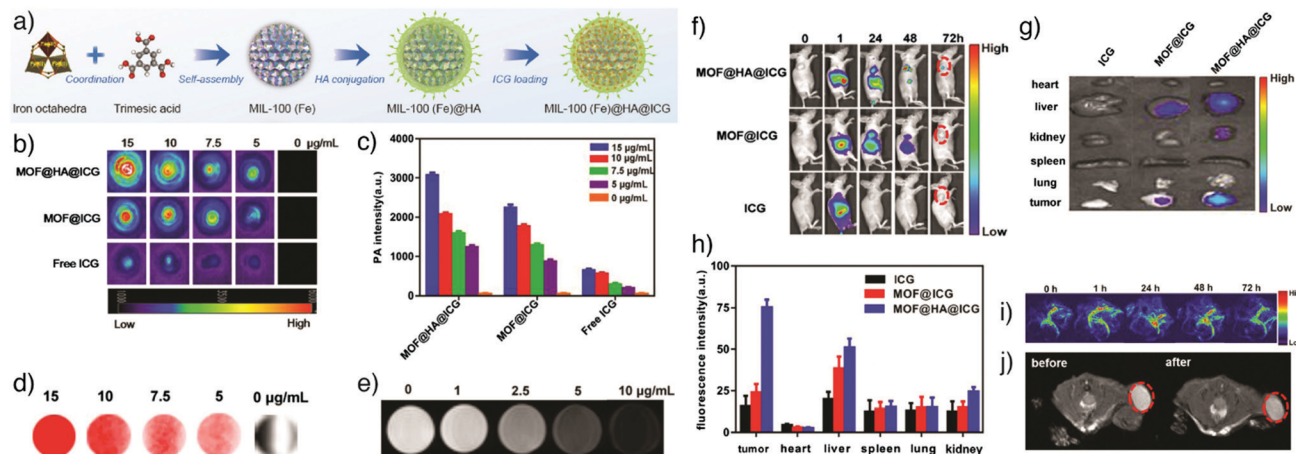 a)
Iron octahedra
+
Coordination
Trimesic acid
Self-assembly
MIL-100 (Fe)
HA conjugation
MIL-100 (Fe)@HA
ICG loading
MIL-100 (Fe)@HA@ICG
b)
15 10 7.5 5 0 μg/mL
MOF@HA@ICG
MOF@ICG
Free ICG
Low High
c)
PA intensity(a.u.)
4000
3000
2000
1000
0
15 μg/mL
10 μg/mL
7.5 μg/mL
5 μg/mL
0 μg/mL
MOF@HA@ICG
MOF@ICG
Free ICG
d)
15 10 7.5 5 0 μg/mL
e)
0 1 2.5 5 10 μg/mL
f)
0 1 24 48 72h
MOF@HA@ICG
MOF@ICG
ICG
High
Low
g)
ICG
MOF@ICG
MOF@HA@ICG
heart
liver
kidney
spleen
lung
tumor
High
Low
h)
fluorescence intensity(a.u.)
100
75
50
25
0
ICG
MOF@ICG
MOF@HA@ICG
tumor heart liver spleen lung kidney
i)
0 h 1 h 24 h 48 h 72 h
j)
before after